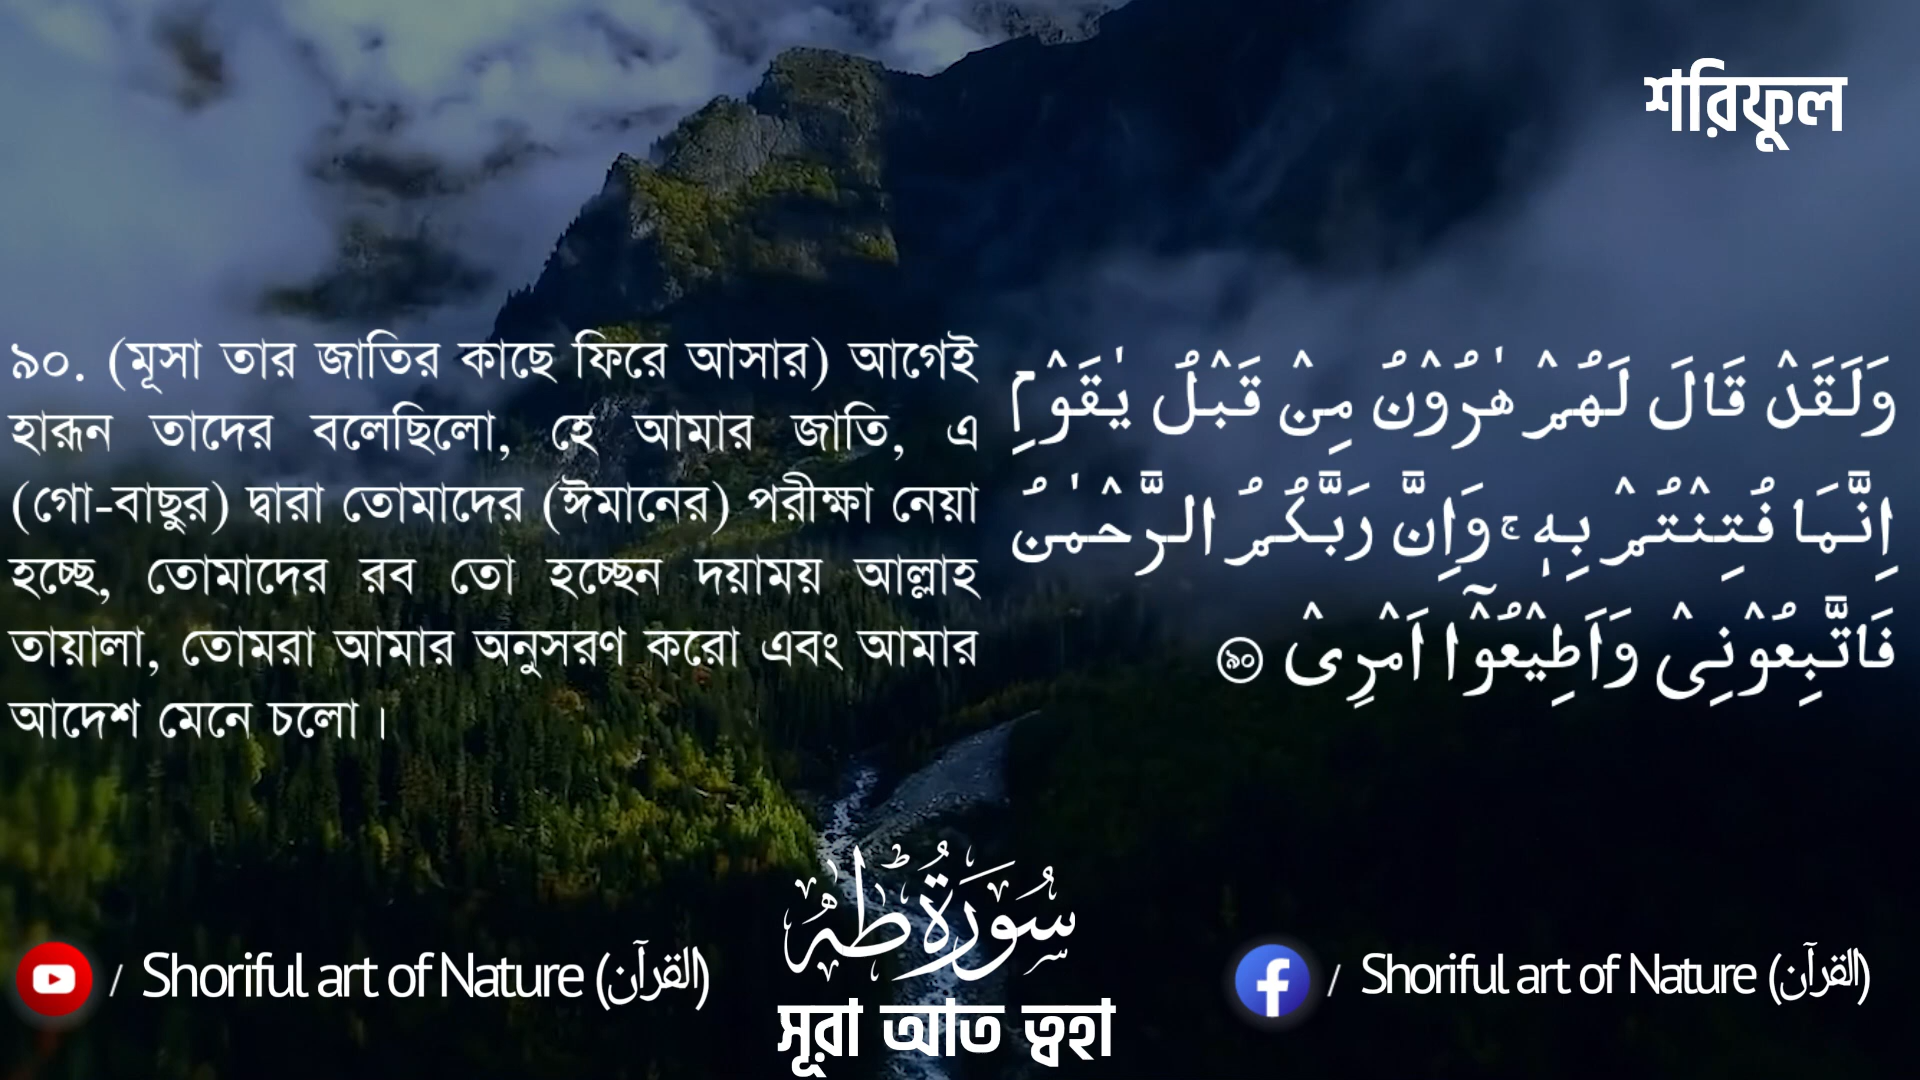 শরিফুল
৯০. (মূসা তার জাতির কাছে ফিরে আসার) আগেই
হারূন তাদের বলেছিলো, হে আমার জাতি, এ
(গো-বাছুর) দ্বারা তোমাদের (ঈমানের) পরীক্ষা নেয়া
হচ্ছে, তোমাদের রব তো হচ্ছেন দয়াময় আল্লাহ
তায়ালা, তোমরা আমার অনুসরণ করো এবং আমার
আদেশ মেনে চলো।
وَلَقَدْ قَالَ لَهُمْ هٰرُوْنُ مِنْ قَبْلُ يٰقَوْمِ
اِنَّمَا فُتِنْتُمْ بِهٖ ۚ وَاِنَّ رَبَّكُمُ الرَّحْمٰنُ
فَاتَّبِعُوْنِيْ وَاَطِيْعُوْٓا اَمْرِيْ ৯০
سُورَةُ طٰهٰ
সূরা আত ত্বহা
/ Shoriful art of Nature (القرآن)
/ Shoriful art of Nature (القرآن)